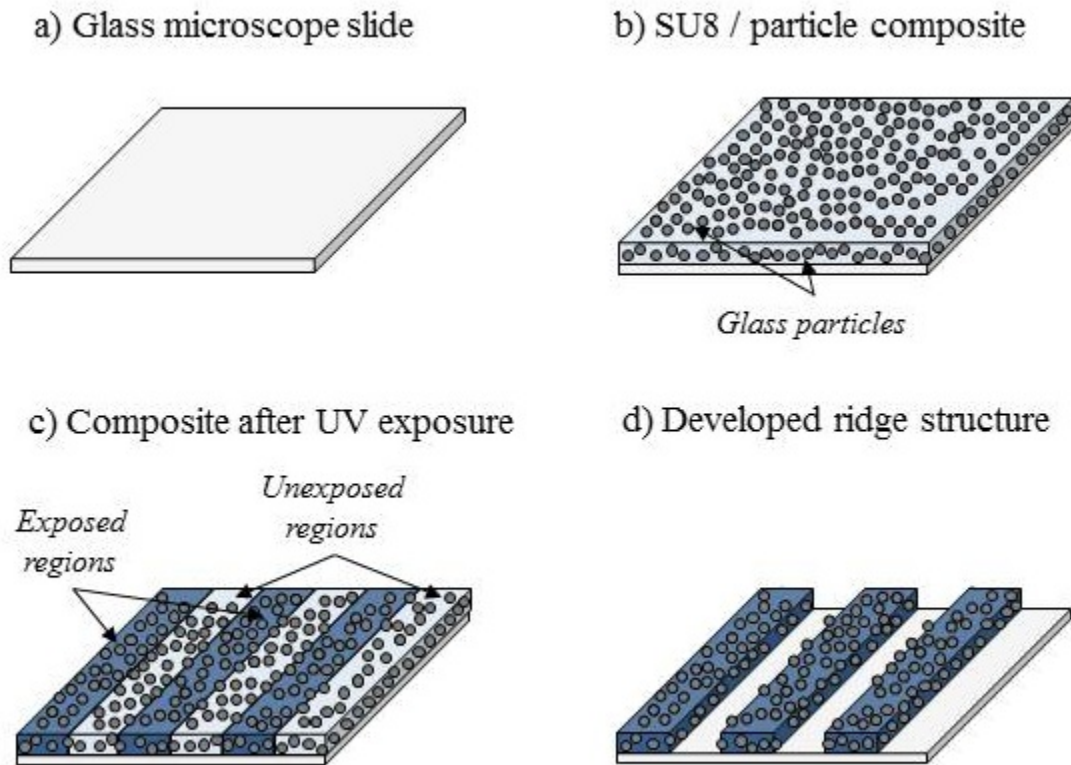 a) Glass microscope slide
b) SU8 / particle composite
Glass particles
c) Composite after UV exposure
Exposed
regions
Unexposed
regions
d) Developed ridge structure